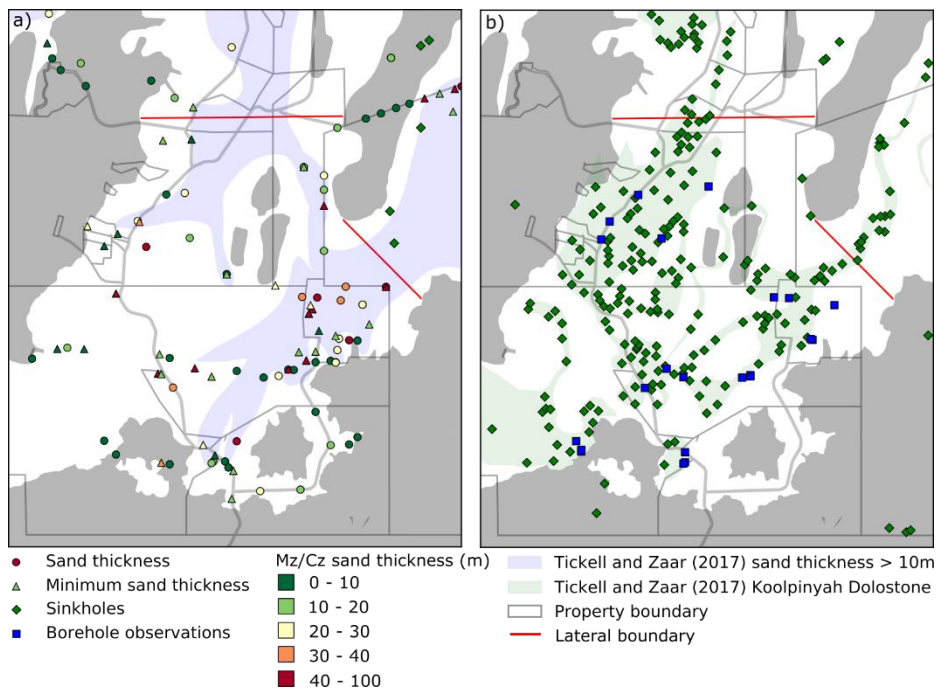 a)
b)
Sand thickness
Minimum sand thickness
Sinkholes
Borehole observations
Mz/Cz sand thickness (m)
0 - 10
10 - 20
20 - 30
30 - 40
40 - 100
Tickell and Zaar (2017) sand thickness > 10m
Tickell and Zaar (2017) Koolpinyah Dolostone
Property boundary
Lateral boundary